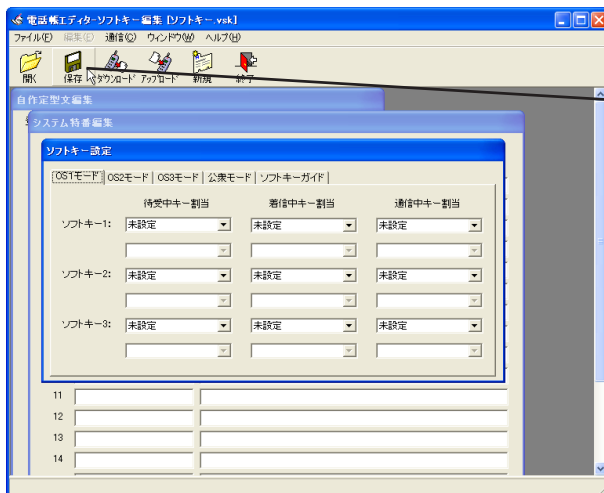 電話帳エディターソフトキー編集 [ソフトキー.vsk]
ファイル(F) 編集(E) 通信(C) ウィンドウ(W) ヘルプ(H)
開く 保存 ダウンロード アップロード 新規 終了
自作定型文編集
システム特番編集
ソフトキー設定
OS1モード OS2モード OS3モード 公衆モード ソフトキーガイド
待受中キー割当 着信中キー割当 通信中キー割当
ソフトキー1: 未設定 未設定 未設定
ソフトキー2: 未設定 未設定 未設定
ソフトキー3: 未設定 未設定 未設定
11
12
13
14